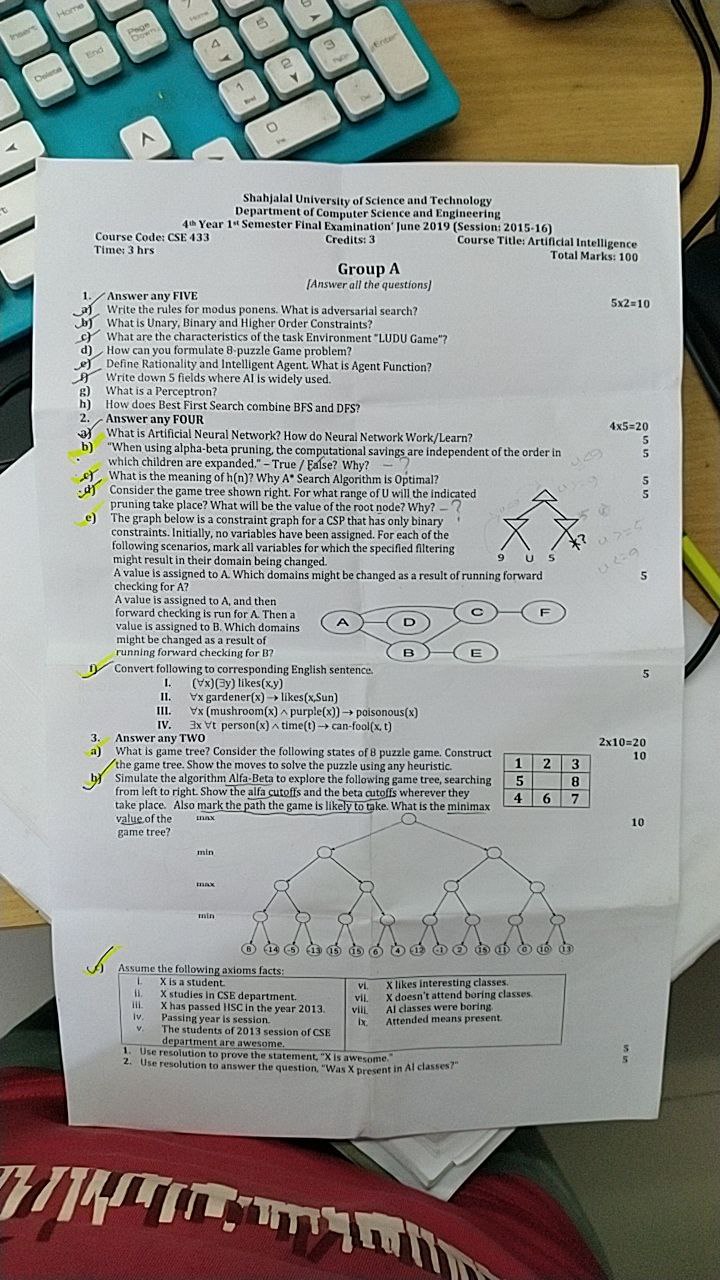 Insert
Home
Page Down
Delete
End
Home
4
5
6
1
End
2
3
0
Ins
Enter
Shahjalal University of Science and Technology
Department of Computer Science and Engineering
4th Year 1st Semester Final Examination' June 2019 (Session: 2015-16)
Course Code: CSE 433 Credits: 3 Course Title: Artificial Intelligence
Time: 3 hrs Total Marks: 100
Group A
[Answer all the questions]
1. Answer any FIVE 5x2=10
a) Write the rules for modus ponens. What is adversarial search?
b) What is Unary, Binary and Higher Order Constraints?
c) What are the characteristics of the task Environment "LUDU Game"?
d) How can you formulate 8-puzzle Game problem?
e) Define Rationality and Intelligent Agent. What is Agent Function?
f) Write down 5 fields where AI is widely used.
g) What is a Perceptron?
h) How does Best First Search combine BFS and DFS?
2. Answer any FOUR 4x5=20
a) What is Artificial Neural Network? How do Neural Network Work/Learn? 5
b) "When using alpha-beta pruning, the computational savings are independent of the order in 5
which children are expanded." – True / False? Why? – ?
c) What is the meaning of h(n)? Why A* Search Algorithm is Optimal? 5
d) Consider the game tree shown right. For what range of U will the indicated 5
pruning take place? What will be the value of the root node? Why? – ?
e) The graph below is a constraint graph for a CSP that has only binary
constraints. Initially, no variables have been assigned. For each of the
following scenarios, mark all variables for which the specified filtering
might result in their domain being changed.
9 U 5 ?
A value is assigned to A. Which domains might be changed as a result of running forward 5
checking for A?
A value is assigned to A, and then
forward checking is run for A. Then a
value is assigned to B. Which domains
might be changed as a result of
running forward checking for B?
A D C F
B E
f) Convert following to corresponding English sentence. 5
I. (∀x)(∃y) likes(x,y)
II. ∀x gardener(x) → likes(x,Sun)
III. ∀x (mushroom(x) ∧ purple(x)) → poisonous(x)
IV. ∃x ∀t person(x) ∧ time(t) → can-fool(x, t)
3. Answer any TWO 2x10=20
a) What is game tree? Consider the following states of 8 puzzle game. Construct 10
the game tree. Show the moves to solve the puzzle using any heuristic.
1 2 3
5 8
4 6 7
b) Simulate the algorithm Alfa-Beta to explore the following game tree, searching
from left to right. Show the alfa cutoffs and the beta cutoffs wherever they
take place. Also mark the path the game is likely to take. What is the minimax
value of the 10
game tree?
max
min
max
min
8 -14 -5 -13 15 15 6 4 -12 -1 2 15 11 0 10 13
c) Assume the following axioms facts:
i. X is a student.
ii. X studies in CSE department.
iii. X has passed HSC in the year 2013.
iv. Passing year is session.
v. The students of 2013 session of CSE
department are awesome.
vi. X likes interesting classes.
vii. X doesn't attend boring classes.
viii. AI classes were boring.
ix. Attended means present.
1. Use resolution to prove the statement, "X is awesome." 5
2. Use resolution to answer the question, "Was X present in AI classes?" 5